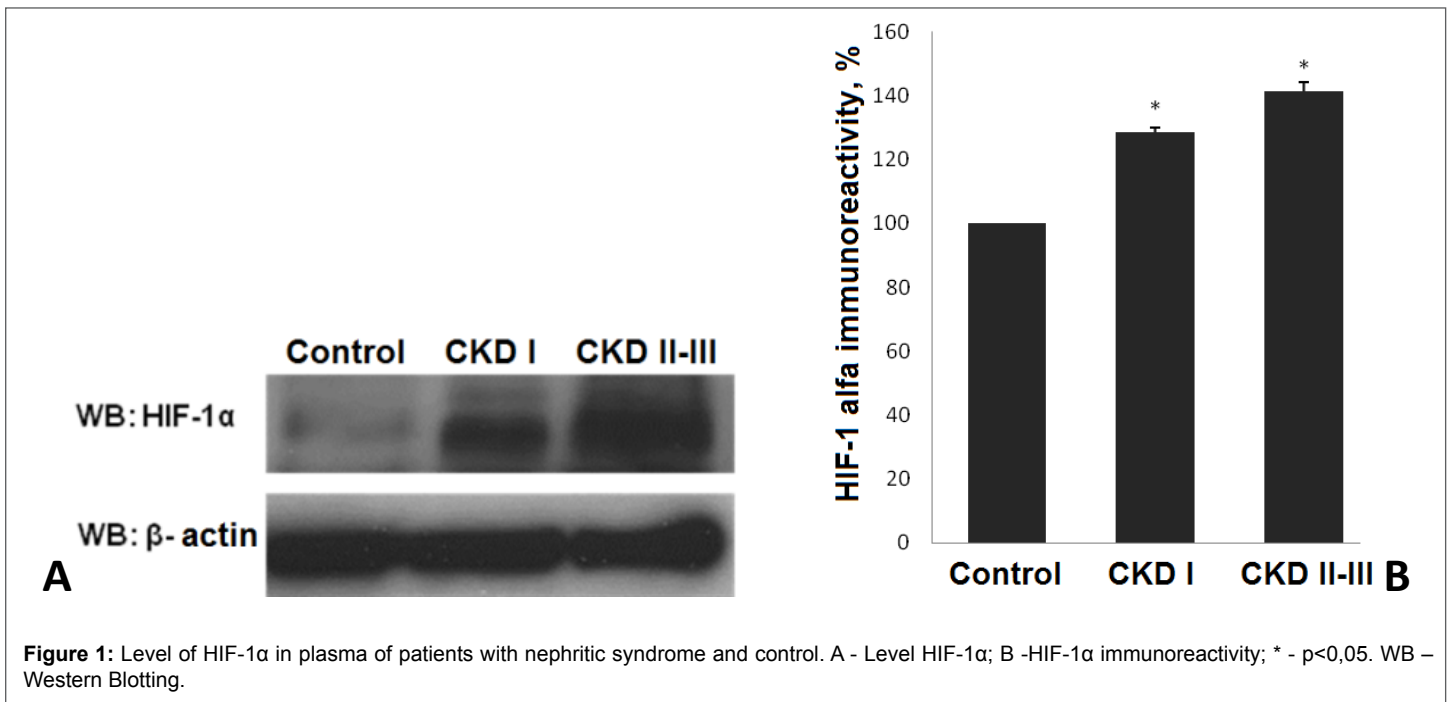 Control CKD I CKD II-III
WB: HIF-1α
WB: β- actin
A
HIF-1 alfa immunoreactivity, %
160
140
120
100
80
60
40
20
0
*
*
Control CKD I CKD II-III B
Figure 1: Level of HIF-1α in plasma of patients with nephritic syndrome and control. A - Level HIF-1α; B -HIF-1α immunoreactivity; * - p<0,05. WB –
Western Blotting.